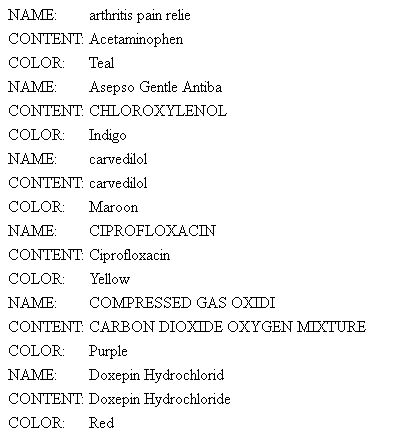 NAME: arthritis pain relie
CONTENT: Acetaminophen
COLOR: Teal
NAME: Asepso Gentle Antiba
CONTENT: CHLOROXYLENOL
COLOR: Indigo
NAME: carvedilol
CONTENT: carvedilol
COLOR: Maroon
NAME: CIPROFLOXACIN
CONTENT: Ciprofloxacin
COLOR: Yellow
NAME: COMPRESSED GAS OXIDI
CONTENT: CARBON DIOXIDE OXYGEN MIXTURE
COLOR: Purple
NAME: Doxepin Hydrochlorid
CONTENT: Doxepin Hydrochloride
COLOR: Red